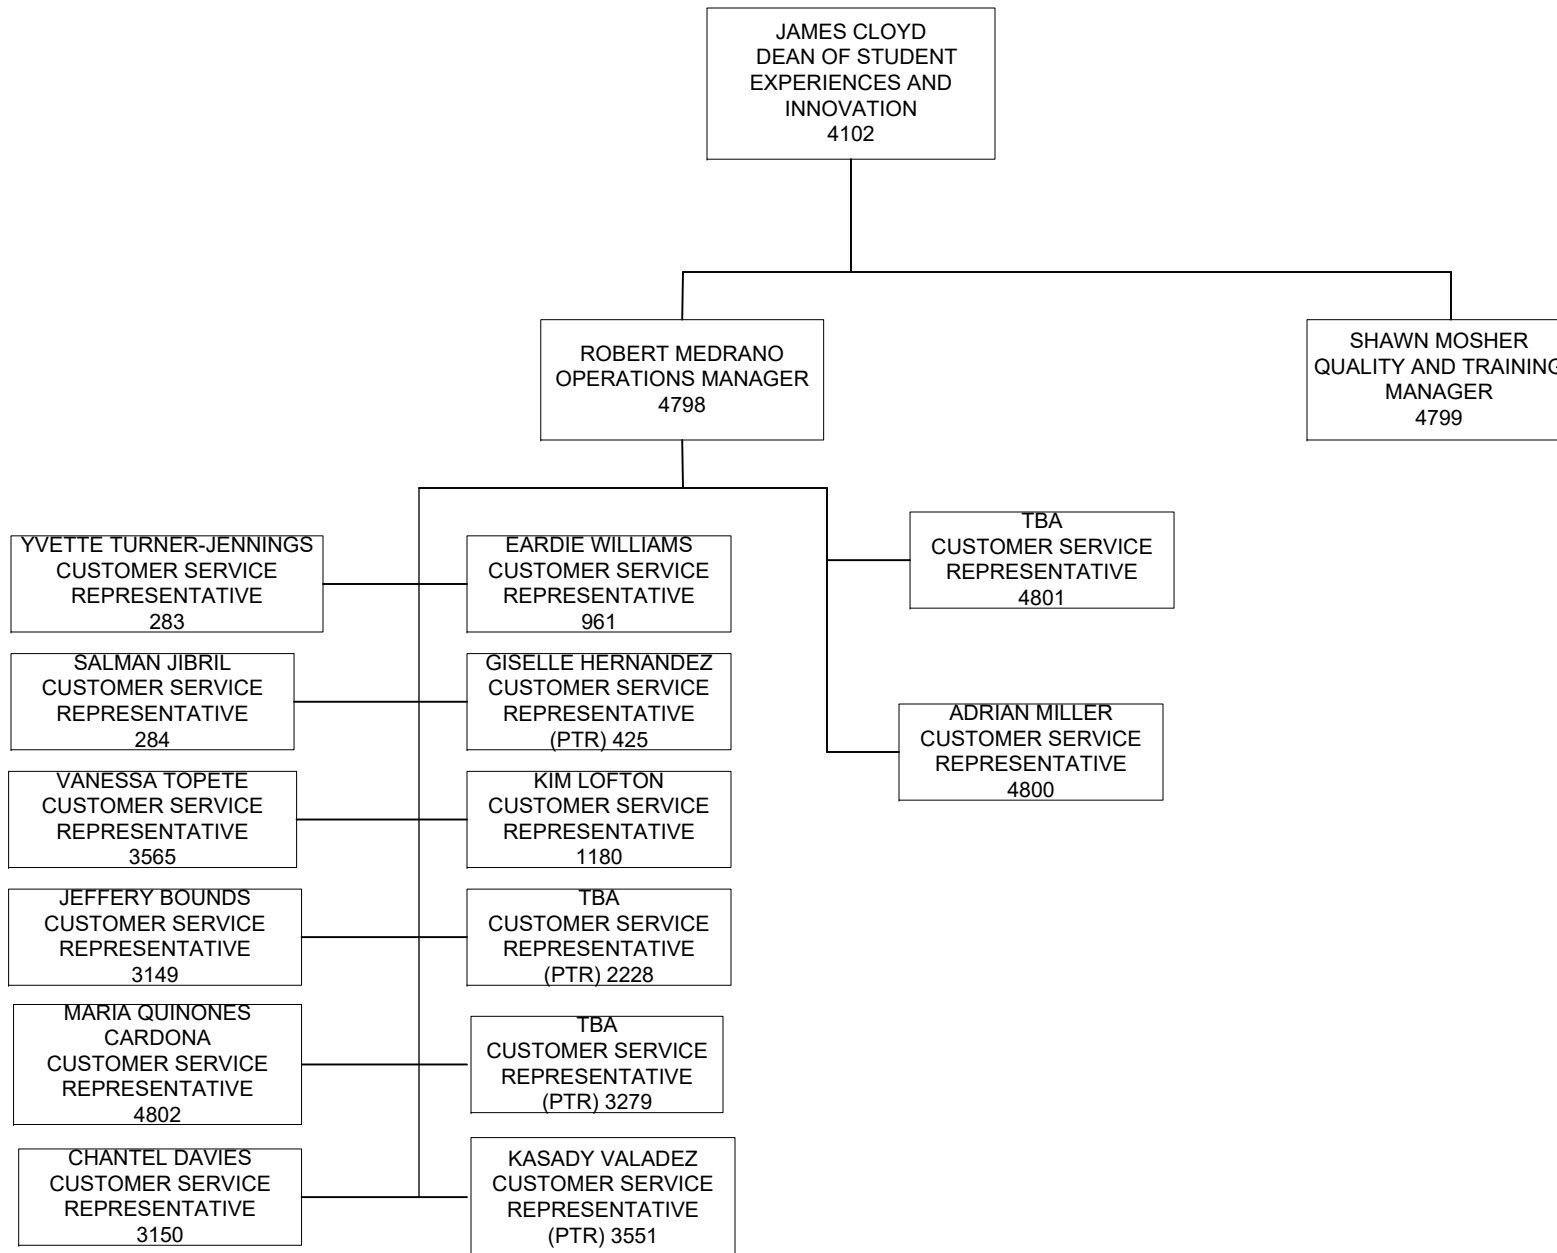 JAMES CLOYD
DEAN OF STUDENT
EXPERIENCES AND
INNOVATION
4102
ROBERT MEDRANO
OPERATIONS MANAGER
4798
SHAWN MOSHER
QUALITY AND TRAINING
MANAGER
4799
YVETTE TURNER-JENNINGS
CUSTOMER SERVICE
REPRESENTATIVE
283
EARDIE WILLIAMS
CUSTOMER SERVICE
REPRESENTATIVE
961
TBA
CUSTOMER SERVICE
REPRESENTATIVE
4801
SALMAN JIBRIL
CUSTOMER SERVICE
REPRESENTATIVE
284
GISELLE HERNANDEZ
CUSTOMER SERVICE
REPRESENTATIVE
(PTR) 425
ADRIAN MILLER
CUSTOMER SERVICE
REPRESENTATIVE
4800
VANESSA TOPETE
CUSTOMER SERVICE
REPRESENTATIVE
3565
KIM LOFTON
CUSTOMER SERVICE
REPRESENTATIVE
1180
JEFFERY BOUNDS
CUSTOMER SERVICE
REPRESENTATIVE
3149
TBA
CUSTOMER SERVICE
REPRESENTATIVE
(PTR) 2228
MARIA QUINONES
CARDONA
CUSTOMER SERVICE
REPRESENTATIVE
4802
TBA
CUSTOMER SERVICE
REPRESENTATIVE
(PTR) 3279
CHANTEL DAVIES
CUSTOMER SERVICE
REPRESENTATIVE
3150
KASADY VALADEZ
CUSTOMER SERVICE
REPRESENTATIVE
(PTR) 3551